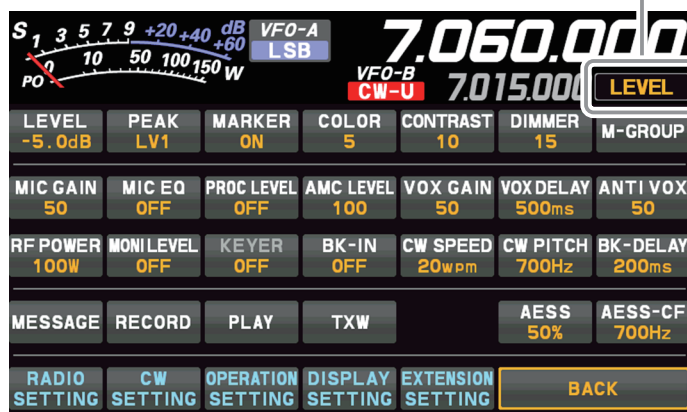 S 1 3 5 7 9 +20 +40 +60 dB
VFO-A
LSB
7.060.000
PO 0 10 50 100 150 W
VFO-B
CW-U
7.015.000
LEVEL
LEVEL PEAK MARKER COLOR CONTRAST DIMMER M-GROUP
-5.0dB LV1 ON 5 10 15
MIC GAIN MIC EQ PROC LEVEL AMC LEVEL VOX GAIN VOX DELAY ANTI VOX
50 OFF OFF 100 50 500ms 50
RF POWER MONI LEVEL KEYER BK-IN CW SPEED CW PITCH BK-DELAY
100W OFF OFF OFF 20wpm 700Hz 200ms
MESSAGE RECORD PLAY TXW AESS AESS-CF
50% 700Hz
RADIO CW OPERATION DISPLAY EXTENSION
SETTING SETTING SETTING SETTING SETTING
BACK